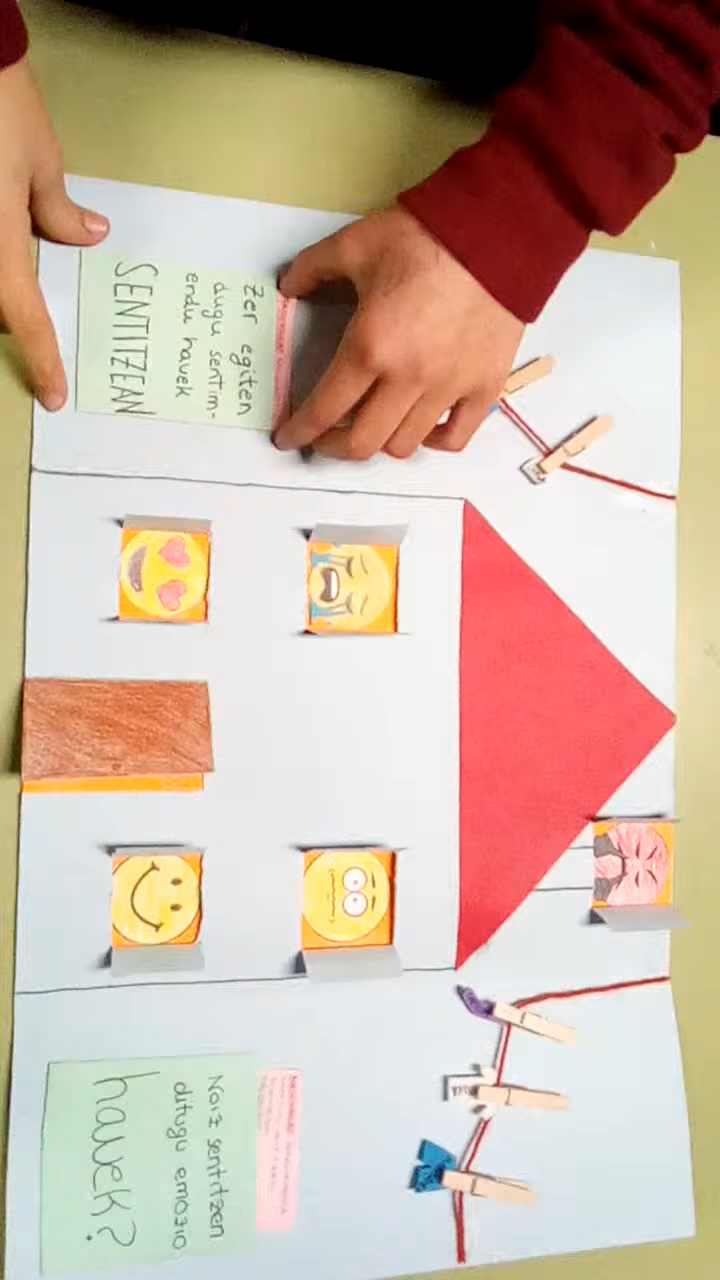 Zer egiten
dugu sentim-
endu hauek
SENTITZEAN
Noiz sentitzen
ditugu emozio
hauek?